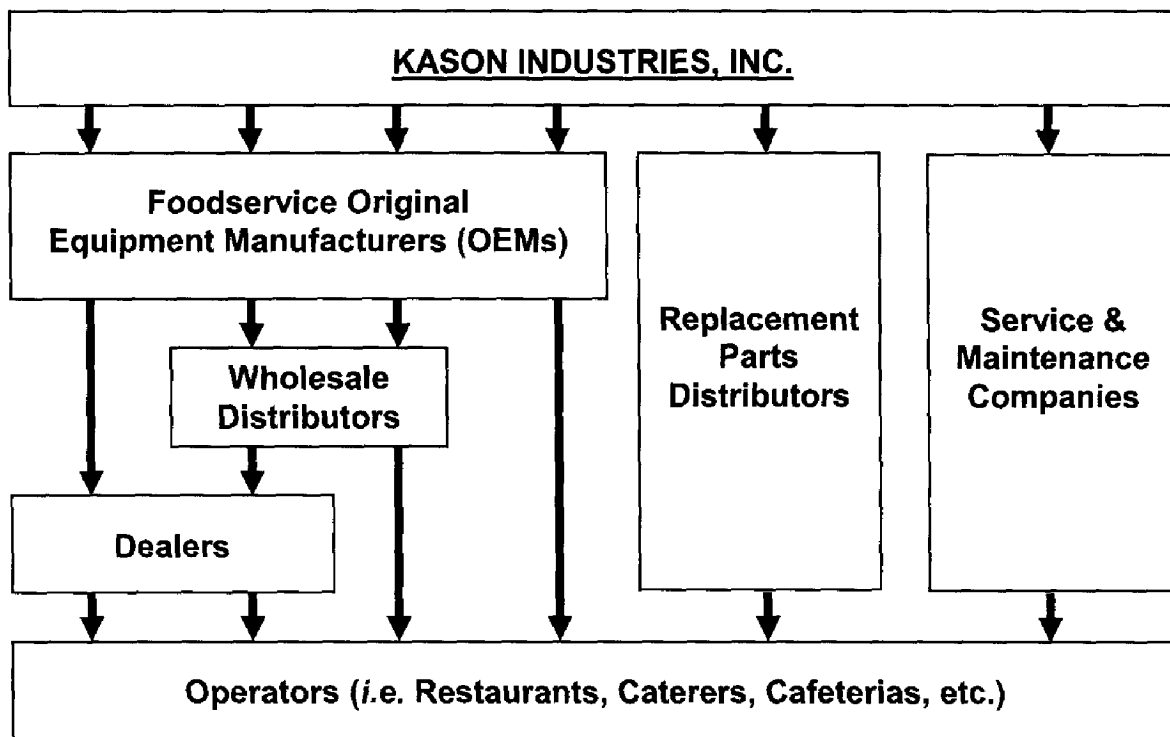 KASON INDUSTRIES, INC.
Foodservice Original
Equipment Manufacturers (OEMs)
Replacement
Parts
Distributors
Service &
Maintenance
Companies
Wholesale
Distributors
Dealers
Operators (i.e. Restaurants, Caterers, Cafeterias, etc.)